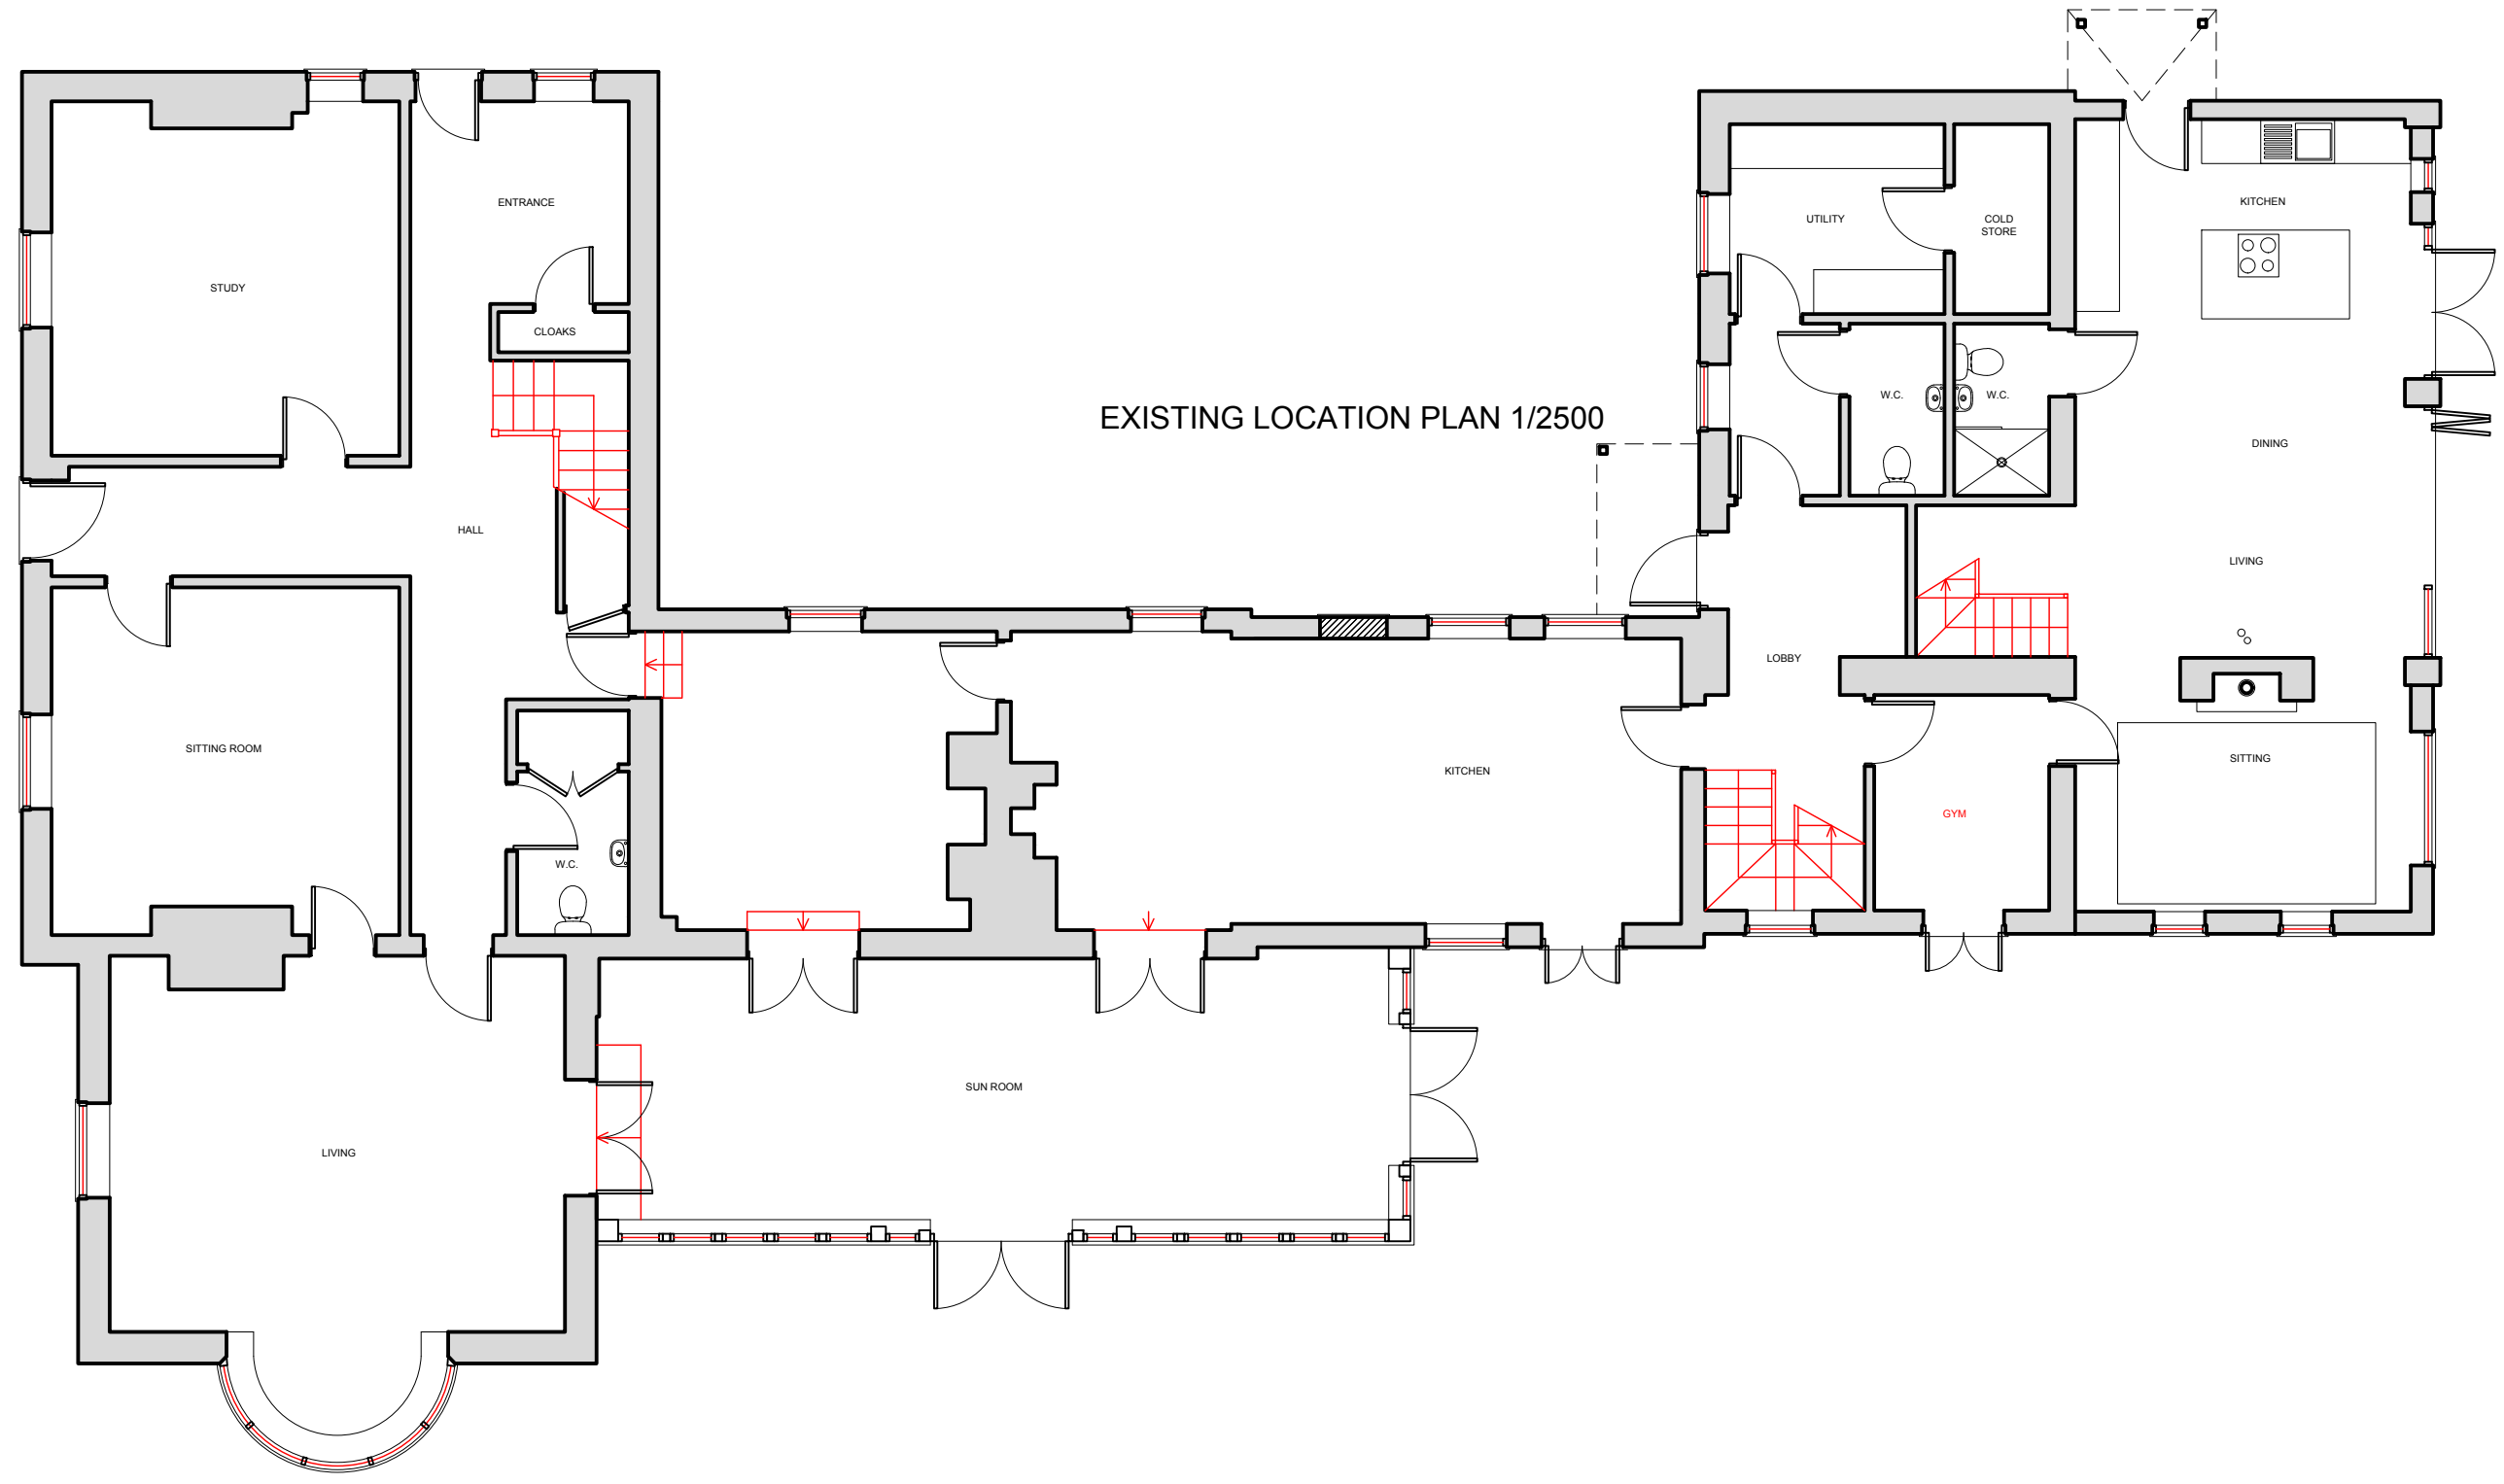 ENTRANCE
STUDY
CLOAKS
HALL
SITTING ROOM
W.C.
LIVING
SUN ROOM
EXISTING LOCATION PLAN 1/2500
KITCHEN
UTILITY
COLD
STORE
W.C.
W.C.
LOBBY
GYM
KITCHEN
DINING
LIVING
SITTING